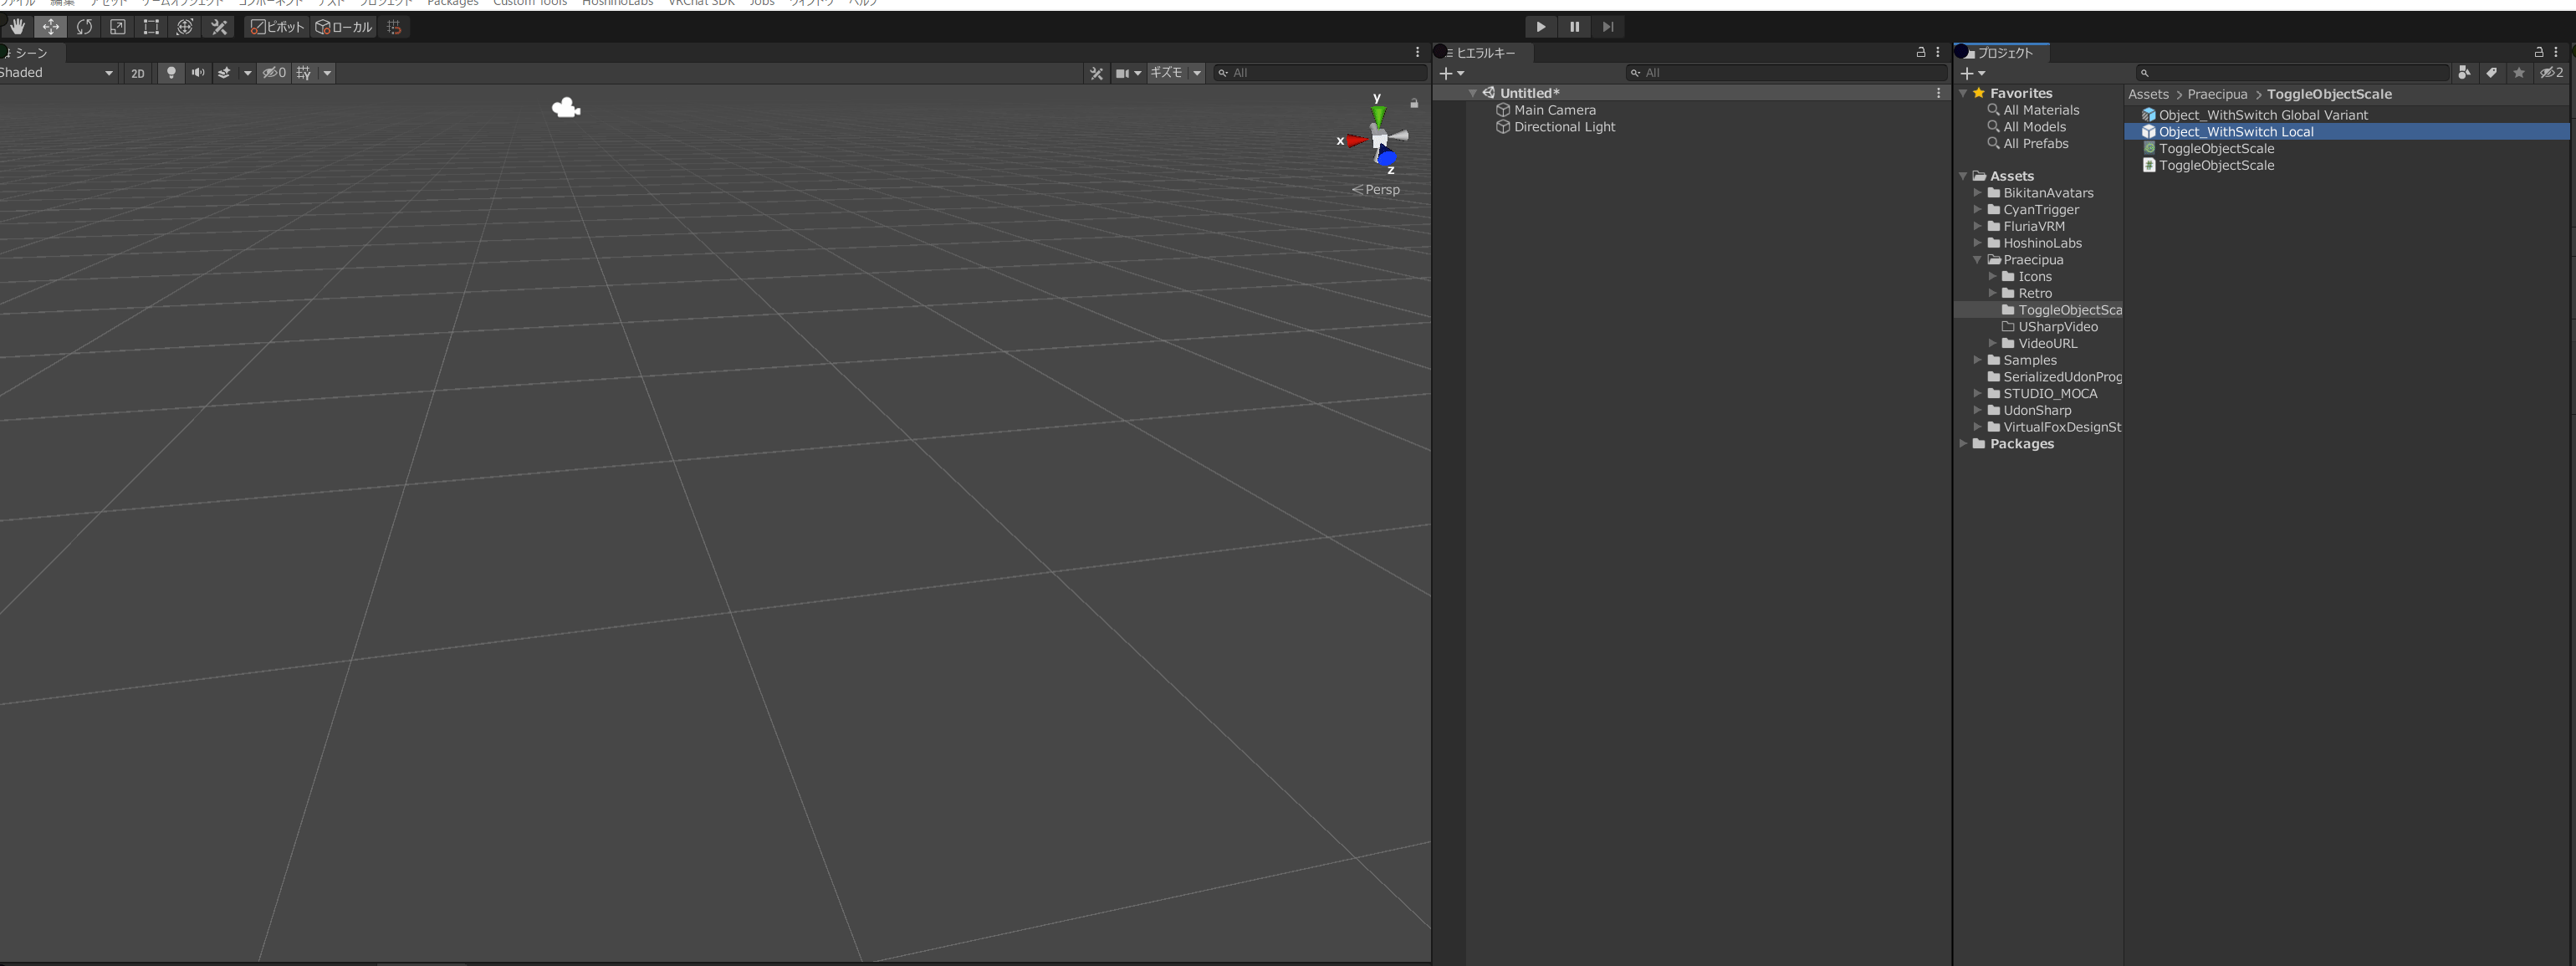 ファイル 編集 アセット ゲームオブジェクト コンポーネント テスト プロジェクト Packages Custom Tools HoshinoLabs VRChat SDK Jobs ウィンドウ ヘルプ
ピボット ローカル
シーン
Shaded 2D 0 ギズモ All
y
x
z
Persp
ヒエラルキー
All
Untitled*
Main Camera
Directional Light
プロジェクト
2
Favorites
All Materials
All Models
All Prefabs
Assets
BikitanAvatars
CyanTrigger
FluriaVRM
HoshinoLabs
Praecipua
Icons
Retro
ToggleObjectSca
USharpVideo
VideoURL
Samples
SerializedUdonProg
STUDIO_MOCA
UdonSharp
VirtualFoxDesignSt
Packages
Assets > Praecipua > ToggleObjectScale
Object_WithSwitch Global Variant
Object_WithSwitch Local
ToggleObjectScale
ToggleObjectScale